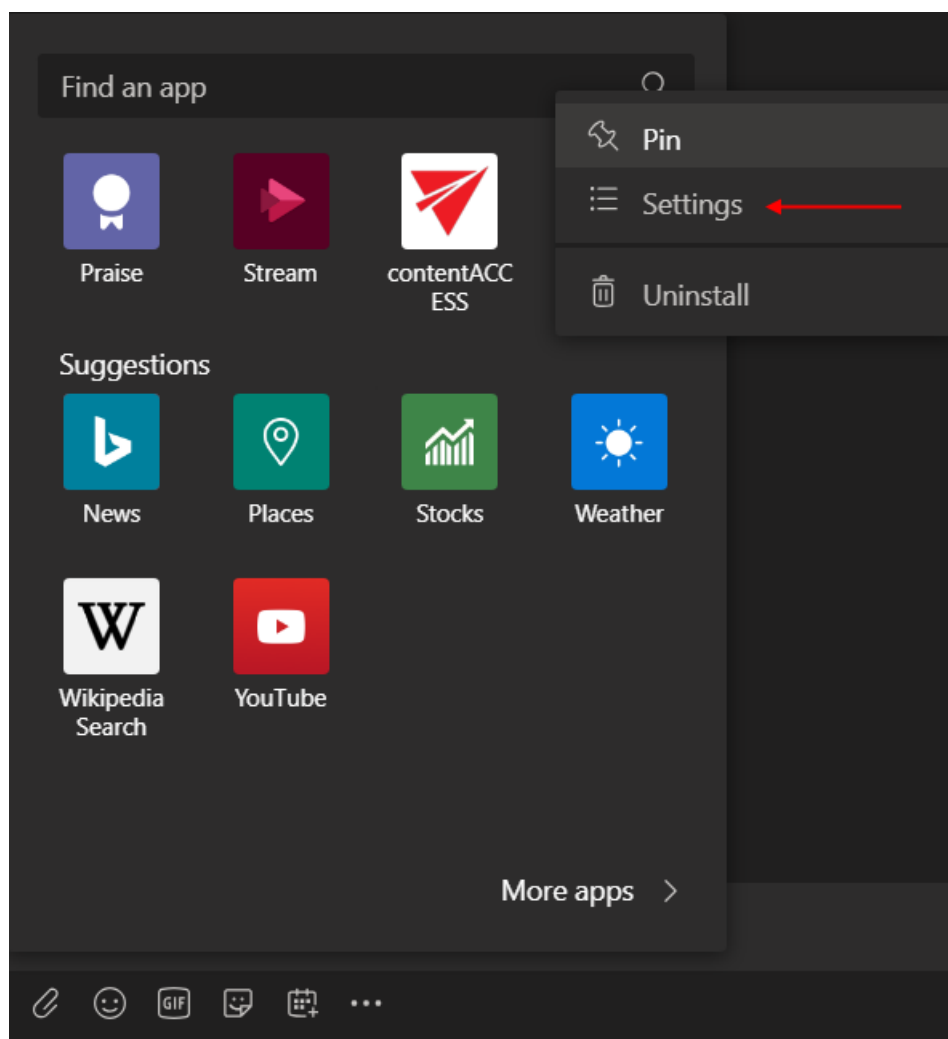 Find an app
Pin
Settings
Uninstall
Praise
Stream
contentACC
ESS
Suggestions
News
Places
Stocks
Weather
W
Wikipedia
Search
YouTube
More apps
GIF